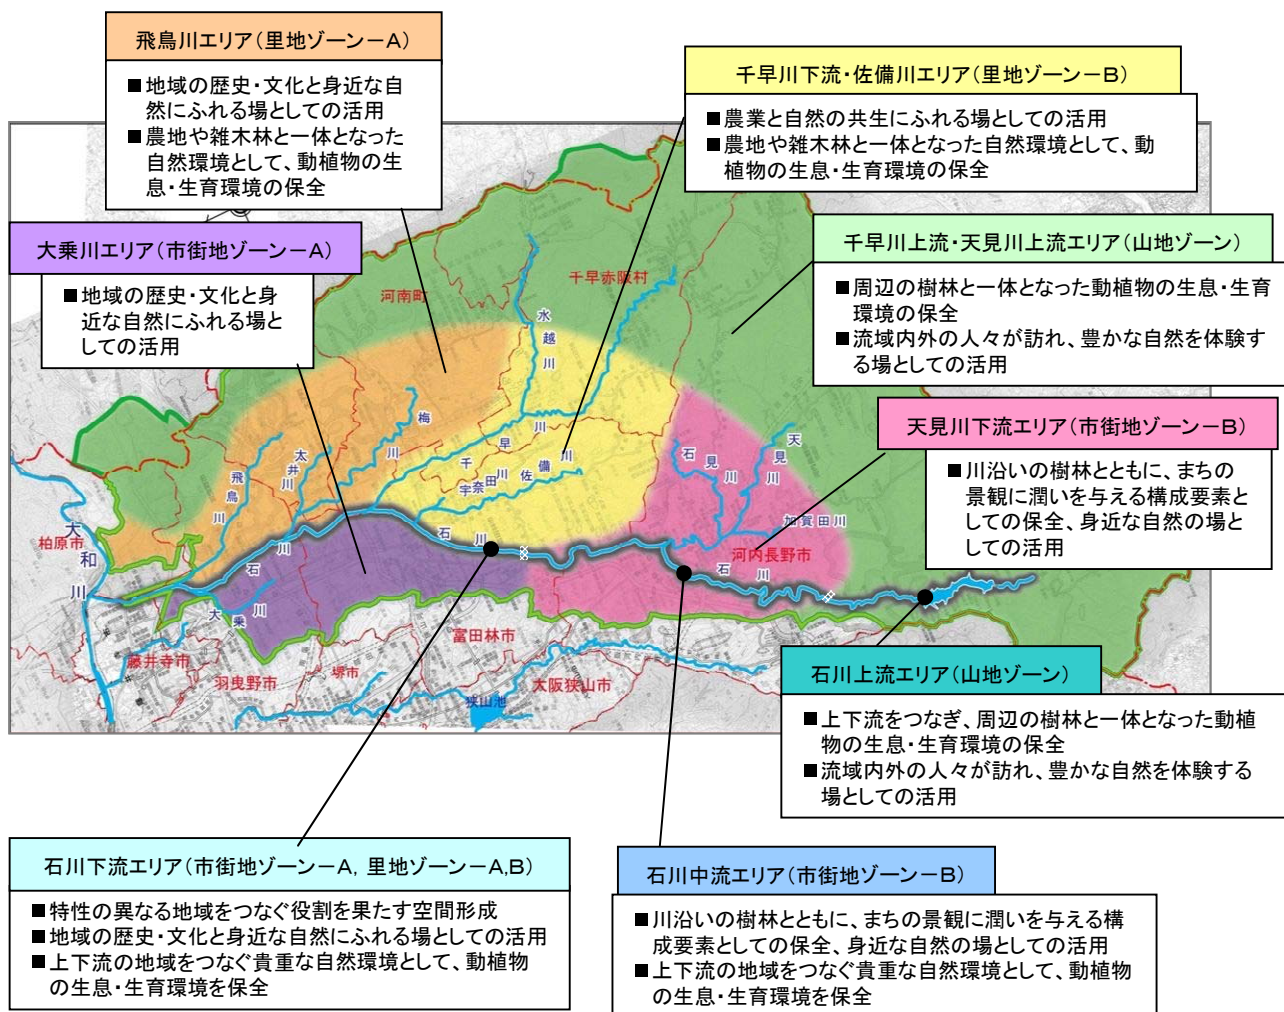 飛鳥川エリア（里地ゾーン－A）
■地域の歴史・文化と身近な自
然にふれる場としての活用
■農地や雑木林と一体となった
自然環境として、動植物の生
息・生育環境の保全
千早川下流・佐備川エリア（里地ゾーン－B）
■農業と自然の共生にふれる場としての活用
■農地や雑木林と一体となった自然環境として、動
植物の生息・生育環境の保全
大乗川エリア（市街地ゾーン－A）
■地域の歴史・文化と身
近な自然にふれる場と
しての活用
千早川上流・天見川上流エリア（山地ゾーン）
■周辺の樹林と一体となった動植物の生息・生育
環境の保全
■流域内外の人々が訪れ、豊かな自然を体験す
る場としての活用
天見川下流エリア（市街地ゾーン－B）
■川沿いの樹林とともに、まちの
景観に潤いを与える構成要素と
しての保全、身近な自然の場と
しての活用
河南町
千早赤阪村
水越川
梅川
太井川
飛鳥川
千早川
宇奈田川
佐備川
石見川
天見川
加賀田川
河内長野市
柏原市
大和川
石川
石川
石川
大乗川
藤井寺市
羽曳野市
堺市
富田林市
大阪狭山市
狭山池
石川上流エリア（山地ゾーン）
■上下流をつなぎ、周辺の樹林と一体となった動植
物の生息・生育環境の保全
■流域内外の人々が訪れ、豊かな自然を体験する
場としての活用
石川下流エリア（市街地ゾーン－A, 里地ゾーン－A,B）
■特性の異なる地域をつなぐ役割を果たす空間形成
■地域の歴史・文化と身近な自然にふれる場としての活用
■上下流の地域をつなぐ貴重な自然環境として、動植物
の生息・生育環境を保全
石川中流エリア（市街地ゾーン－B）
■川沿いの樹林とともに、まちの景観に潤いを与える構
成要素としての保全、身近な自然の場としての活用
■上下流の地域をつなぐ貴重な自然環境として、動植物
の生息・生育環境を保全